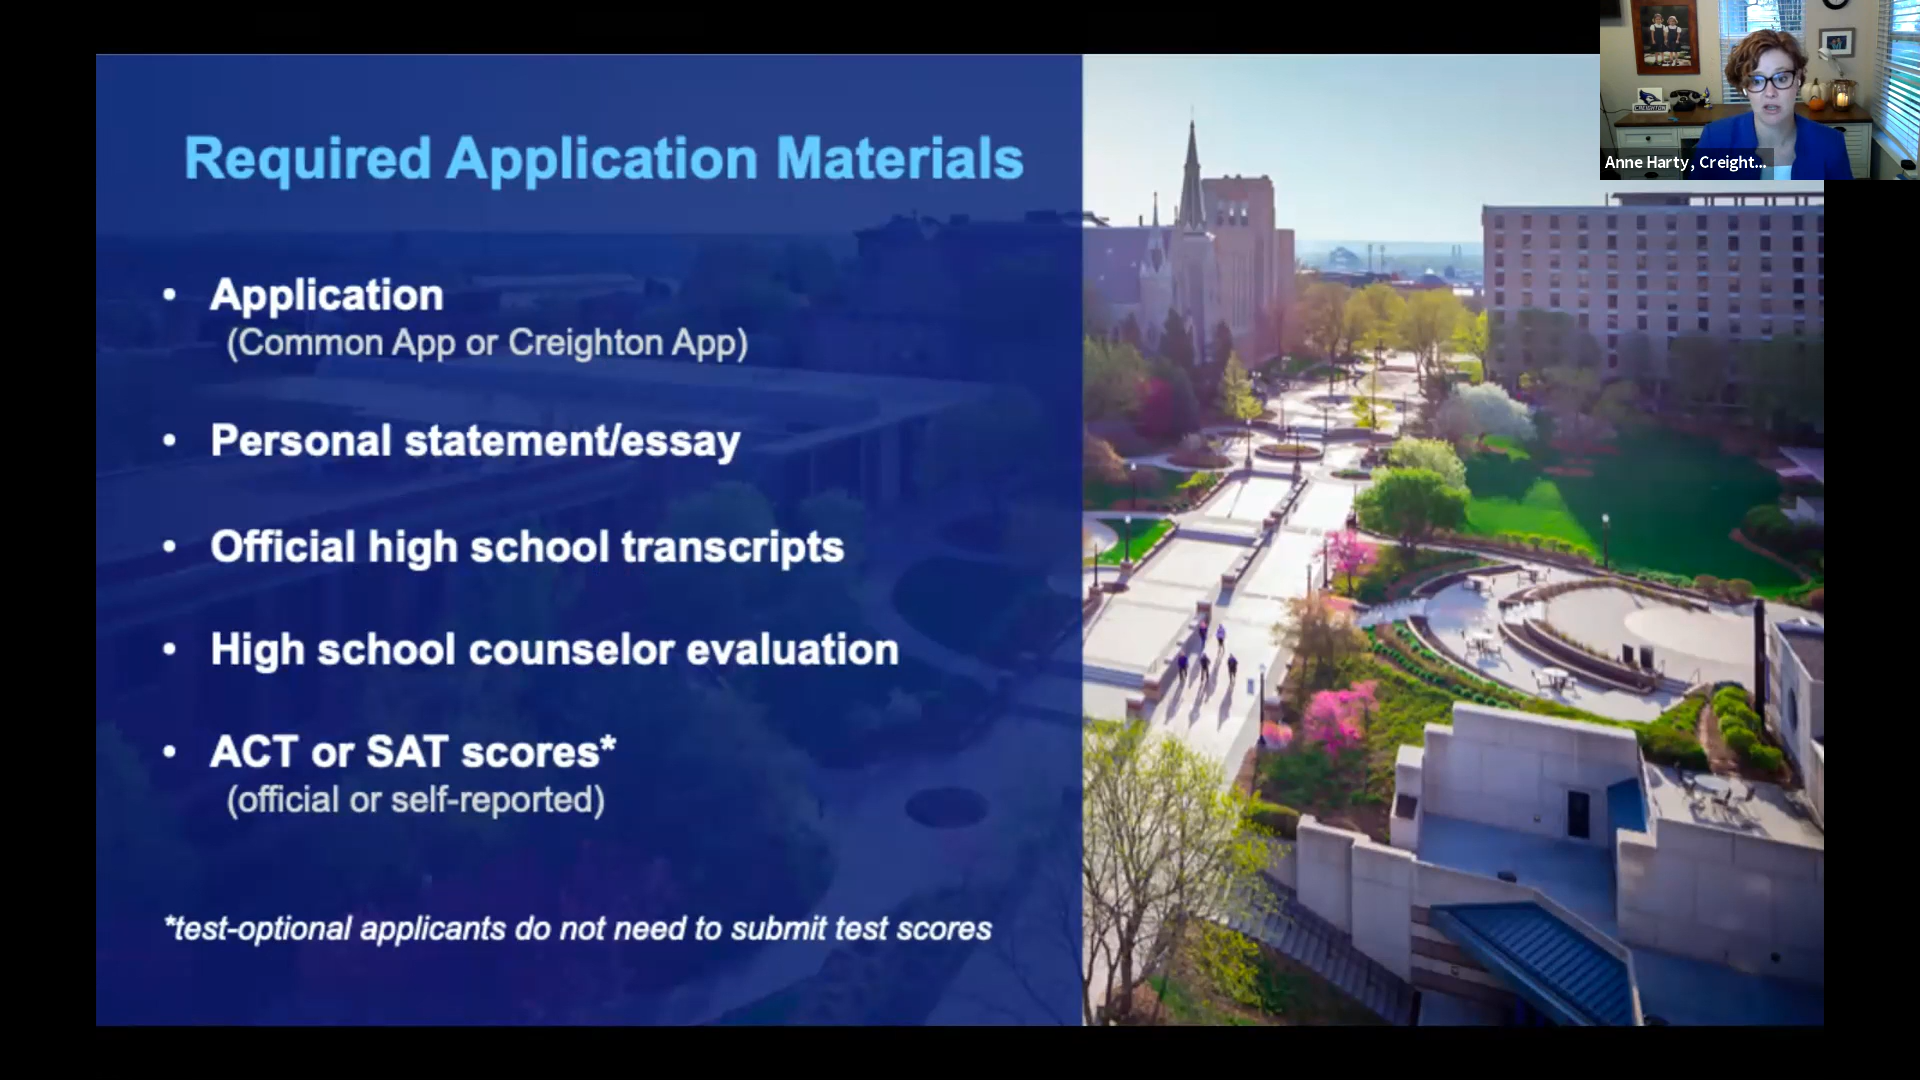 Required Application Materials
• Application
(Common App or Creighton App)
• Personal statement/essay
• Official high school transcripts
• High school counselor evaluation
• ACT or SAT scores*
(official or self-reported)
*test-optional applicants do not need to submit test scores
CREIGHTON
Anne Harty, Creight...